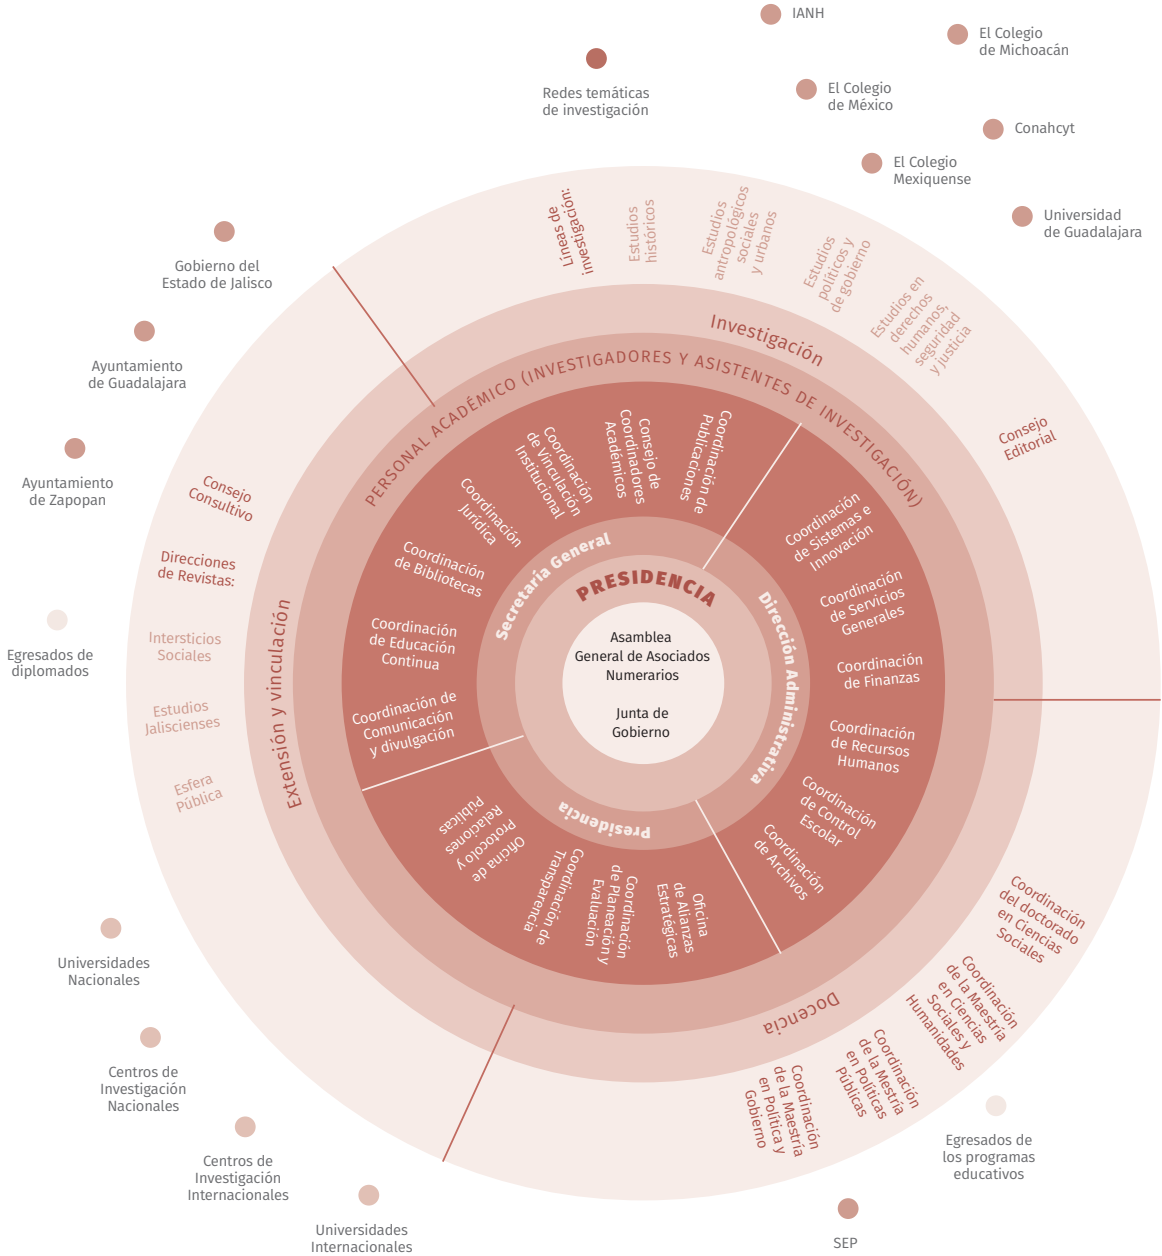 IANH
El Colegio
de Michoacán
Redes temáticas
de investigación
El Colegio
de México
Conahcyt
El Colegio
Mexiquense
Universidad
de Guadalajara
Gobierno del
Estado de Jalisco
Ayuntamiento
de Guadalajara
Ayuntamiento
de Zapopan
Egresados de
diplomados
Universidades
Nacionales
Centros de
Investigación
Nacionales
Centros de
Investigación
Internacionales
Universidades
Internacionales
SEP
Egresados de
los programas
educativos
Líneas de
investigación:
Estudios
históricos
Estudios
antropológicos
sociales
y urbanos
Estudios
políticos y
de gobierno
Estudios en
derechos
humanos,
seguridad
y justicia
Consejo
Editorial
Investigación
PERSONAL ACADÉMICO (INVESTIGADORES Y ASISTENTES DE INVESTIGACIÓN)
Consejo
Consultivo
Direcciones
de Revistas:
Intersticios
Sociales
Estudios
Jaliscienses
Esfera
Pública
Extensión y vinculación
Docencia
Coordinación
del doctorado
en Ciencias
Sociales
Coordinación
de la Maestría
en Ciencias
Sociales y
Humanidades
Coordinación
de la Mestría
en Políticas
Públicas
Coordinación
de la Maestría
en Política y
Gobierno
Secretaria General
Coordinación de
Comunicación
y divulgación
Coordinación
de Educación
Continua
Coordinación
de Bibliotecas
Coordinación
Jurídica
Coordinación
de Vinculación
Institucional
Consejo de
Coordinadores
Académicos
Coordinación de
Publicaciones
Dirección Administrativa
Coordinación
de Sistemas e
Innovación
Coordinación
de Servicios
Generales
Coordinación
de Finanzas
Coordinación
de Recursos
Humanos
Coordinación
de Control
Escolar
Coordinación
de Archivos
Presidencia
Oficina
de Alianzas
Estratégicas
Coordinación
de Planeación y
Evaluación
Coordinación de
Transparencia
Oficina de
Protocolo y
Relaciones
Públicas
PRESIDENCIA
Asamblea
General de Asociados
Numerarios
Junta de
Gobierno